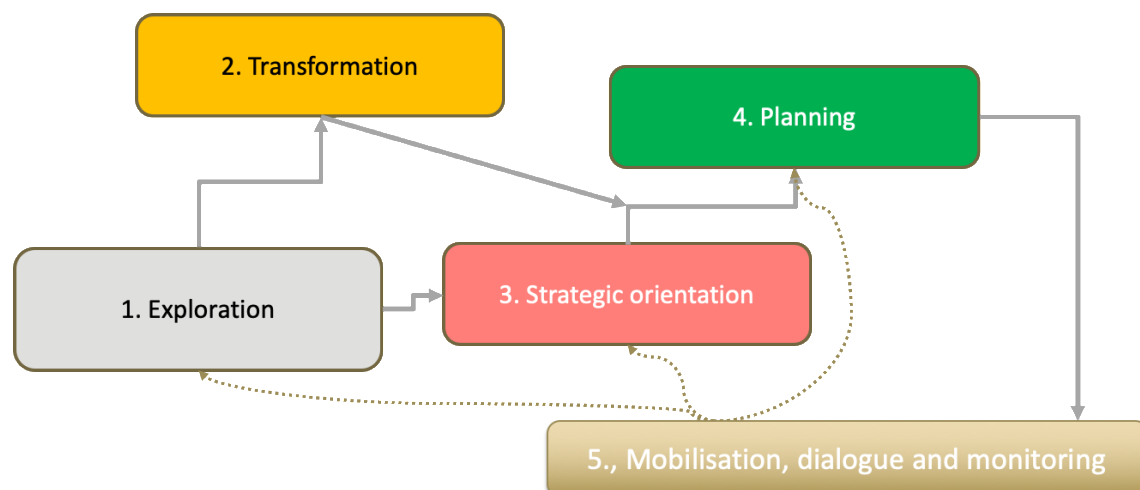 2. Transformation
4. Planning
1. Exploration
3. Strategic orientation
5., Mobilisation, dialogue and monitoring